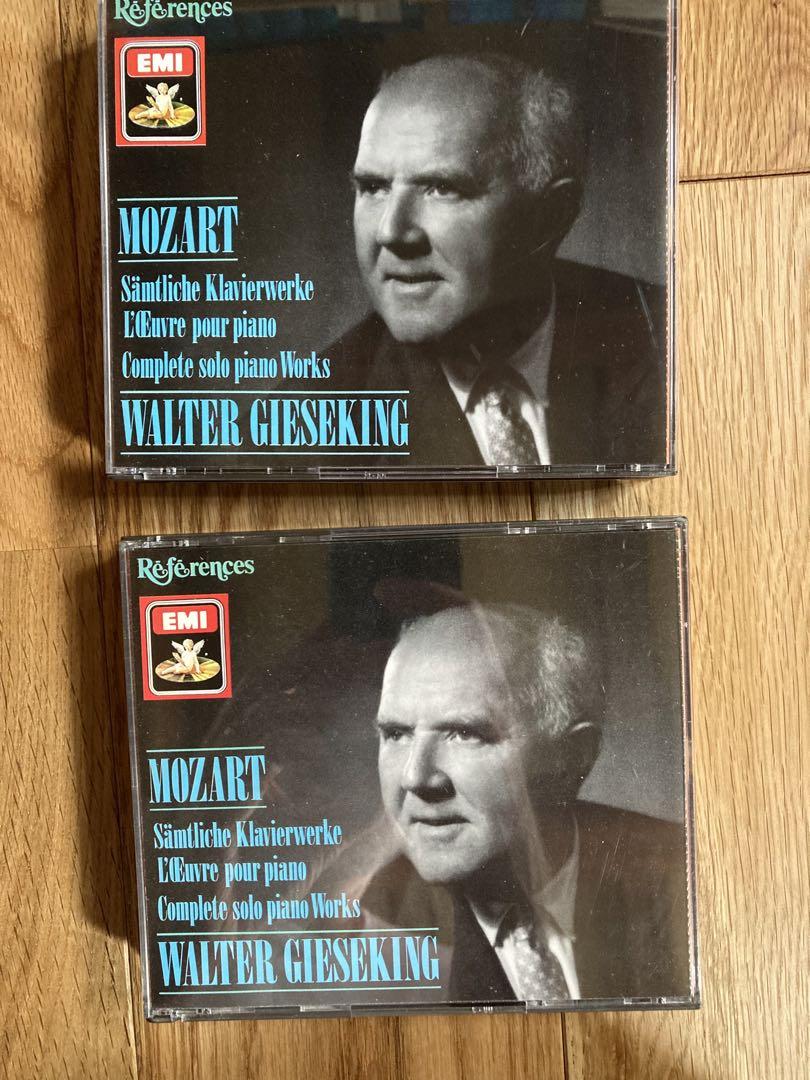 Références
EMI
MOZART
Sämtliche Klavierwerke
L'Œuvre pour piano
Complete solo piano Works
WALTER GIESEKING
Références
EMI
MOZART
Sämtliche Klavierwerke
L'Œuvre pour piano
Complete solo piano Works
WALTER GIESEKING